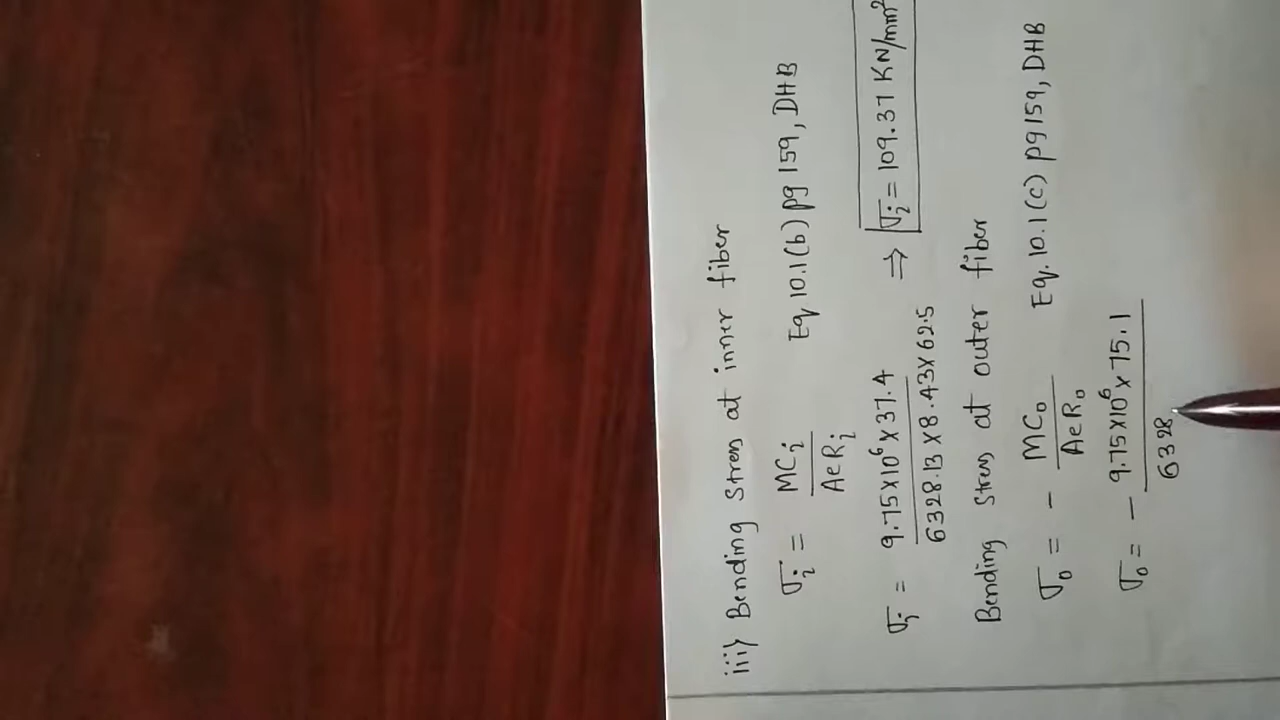 iii) Bending Stress at inner fiber
σi = MCi / AeRi Eq 10.1(b) pg 159, DHB
σi = 9.75×10⁶×37.4 / 6328.13×8.43×62.5 ⇒ σi = 109.37 KN/mm²
Bending Stress at outer fiber
σo = - MCo / AeRo Eq. 10.1(c) pg 159, DHB
σo = - 9.75×10⁶×75.1 / 6328